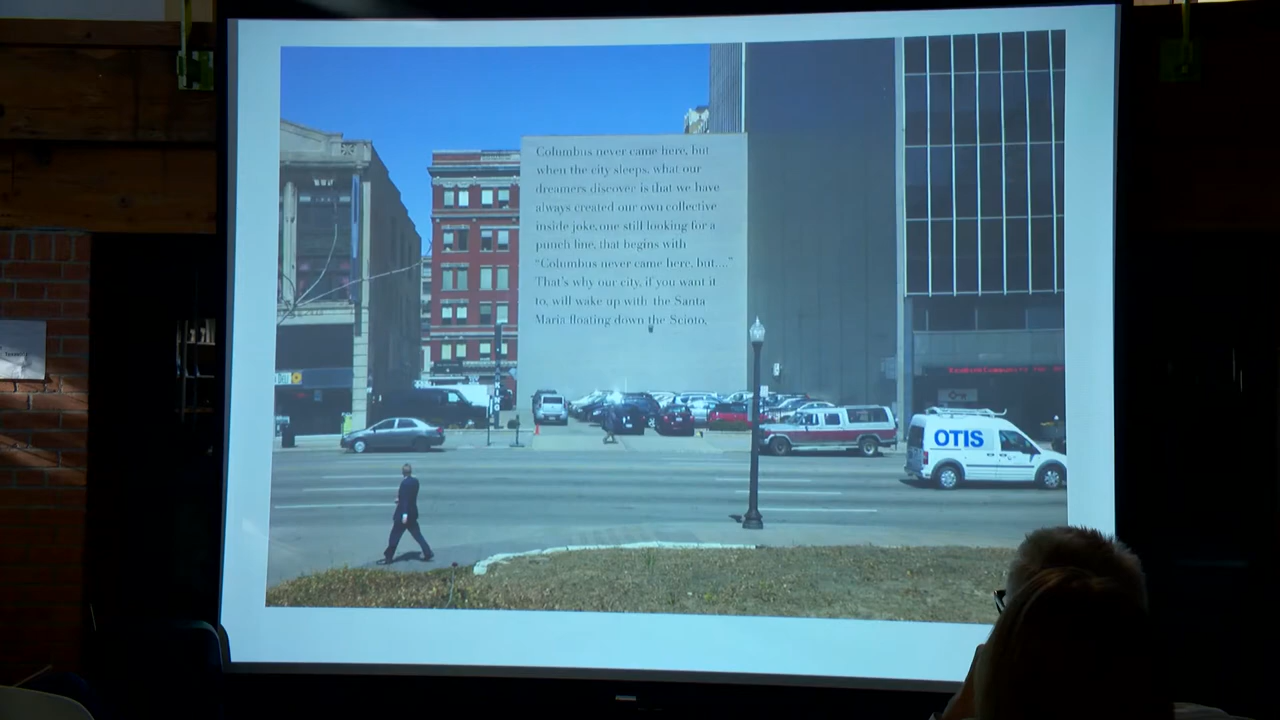 Columbus never came here, but
when the city sleeps, what our
dreamers discover is that we have
always created our own collective
inside joke, one still looking for a
punch line, that begins with
“Columbus never came here, but....”
That’s why our city, if you want it
to, will wake up with the Santa
Maria floating down the Scioto.
OTIS